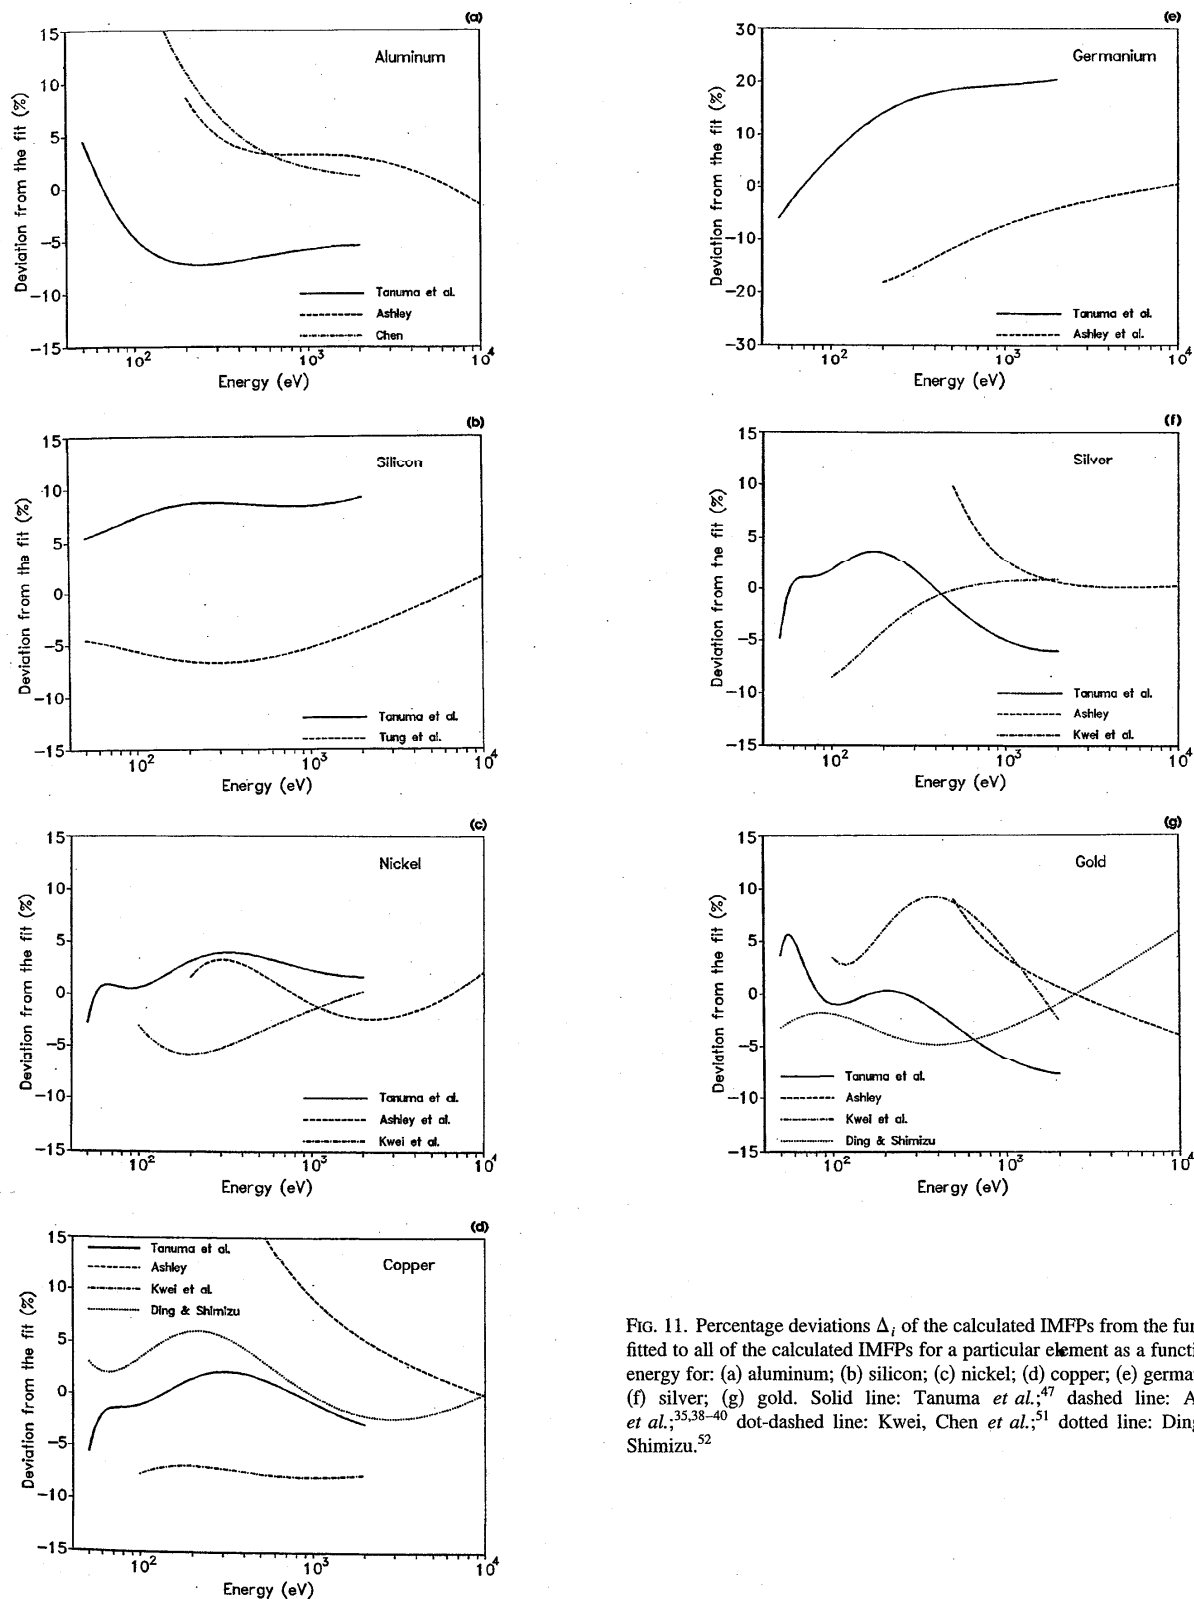 (a)
15
10
5
0
−5
−10
−15
Deviation from the fit (%)
Aluminum
Tanuma et al.
Ashley
Chen
10² 10³ 10⁴
Energy (eV)
(b)
15
10
5
0
−5
−10
−15
Deviation from the fit (%)
Silicon
Tanuma et al.
Tung et al.
10² 10³ 10⁴
Energy (eV)
(c)
15
10
5
0
−5
−10
−15
Deviation from the fit (%)
Nickel
Tanuma et al.
Ashley et al.
Kwei et al.
10² 10³ 10⁴
Energy (eV)
(d)
15
10
5
0
−5
−10
−15
Deviation from the fit (%)
Tanuma et al.
Ashley
Kwei et al.
Ding & Shimizu
Copper
10² 10³ 10⁴
Energy (eV)
(e)
30
20
10
0
−10
−20
−30
Deviation from the fit (%)
Germanium
Tanuma et al.
Ashley et al.
10² 10³ 10⁴
Energy (eV)
(f)
15
10
5
0
−5
−10
−15
Deviation from the fit (%)
Silver
Tanuma et al.
Ashley
Kwei et al.
10² 10³ 10⁴
Energy (eV)
(g)
15
10
5
0
−5
−10
−15
Deviation from the fit (%)
Gold
Tanuma et al.
Ashley
Kwei et al.
Ding & Shimizu
10² 10³ 10⁴
Energy (eV)
FIG. 11. Percentage deviations Δi of the calculated IMFPs from the fun
fitted to all of the calculated IMFPs for a particular element as a functi
energy for: (a) aluminum; (b) silicon; (c) nickel; (d) copper; (e) germa
(f) silver; (g) gold. Solid line: Tanuma et al.;⁴⁷ dashed line: A
et al.;³⁵,³⁸⁻⁴⁰ dot-dashed line: Kwei, Chen et al.;⁵¹ dotted line: Ding
Shimizu.⁵²